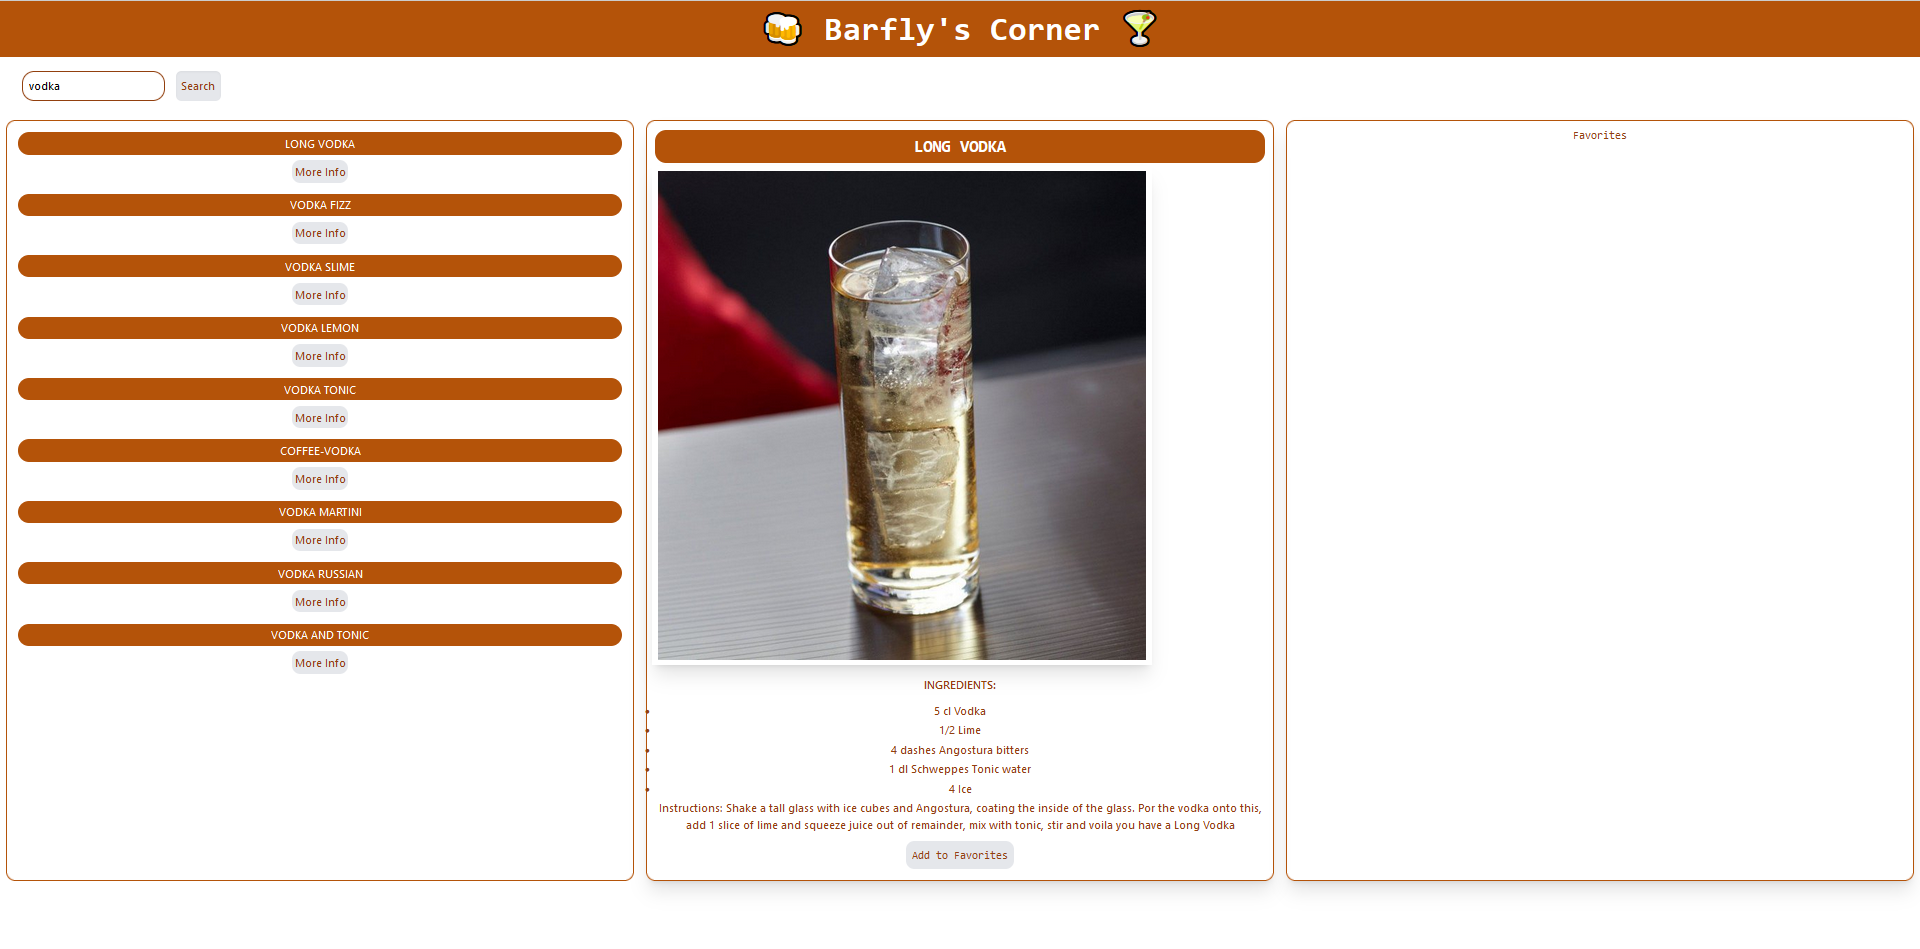 Barfly's Corner
vodka
Search
LONG VODKA
More Info
VODKA FIZZ
More Info
VODKA SLIME
More Info
VODKA LEMON
More Info
VODKA TONIC
More Info
COFFEE-VODKA
More Info
VODKA MARTINI
More Info
VODKA RUSSIAN
More Info
VODKA AND TONIC
More Info
LONG VODKA
INGREDIENTS:
5 cl Vodka
1/2 Lime
4 dashes Angostura bitters
1 dl Schweppes Tonic water
4 Ice
Instructions: Shake a tall glass with ice cubes and Angostura, coating the inside of the glass. Por the vodka onto this,
add 1 slice of lime and squeeze juice out of remainder, mix with tonic, stir and voila you have a Long Vodka
Add to Favorites
Favorites